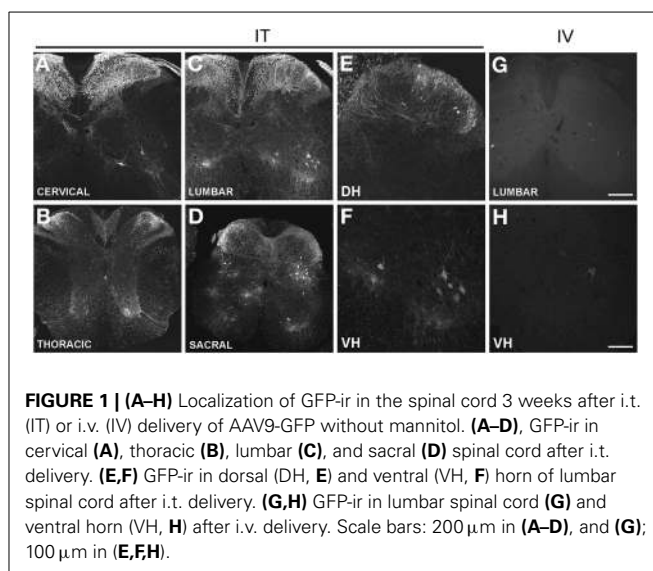 IT IV
A C E G
CERVICAL LUMBAR DH LUMBAR
B D F H
THORACIC SACRAL VH VH
FIGURE 1 | (A–H) Localization of GFP-ir in the spinal cord 3 weeks after i.t.
(IT) or i.v. (IV) delivery of AAV9-GFP without mannitol. (A–D), GFP-ir in
cervical (A), thoracic (B), lumbar (C), and sacral (D) spinal cord after i.t.
delivery. (E,F) GFP-ir in dorsal (DH, E) and ventral (VH, F) horn of lumbar
spinal cord after i.t. delivery. (G,H) GFP-ir in lumbar spinal cord (G) and
ventral horn (VH, H) after i.v. delivery. Scale bars: 200 μm in (A–D), and (G);
100 μm in (E,F,H).